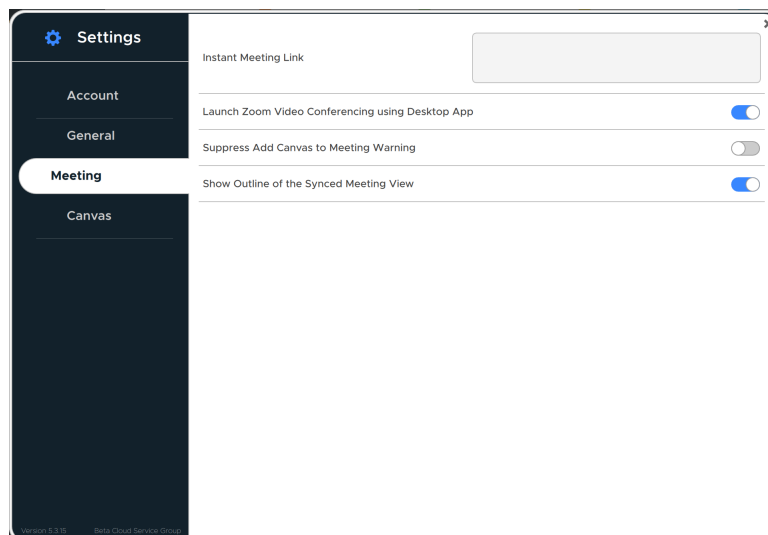 Settings
Account
General
Meeting
Canvas
Version 5.3.15 Beta Cloud Service Group
Instant Meeting Link
Launch Zoom Video Conferencing using Desktop App
Suppress Add Canvas to Meeting Warning
Show Outline of the Synced Meeting View